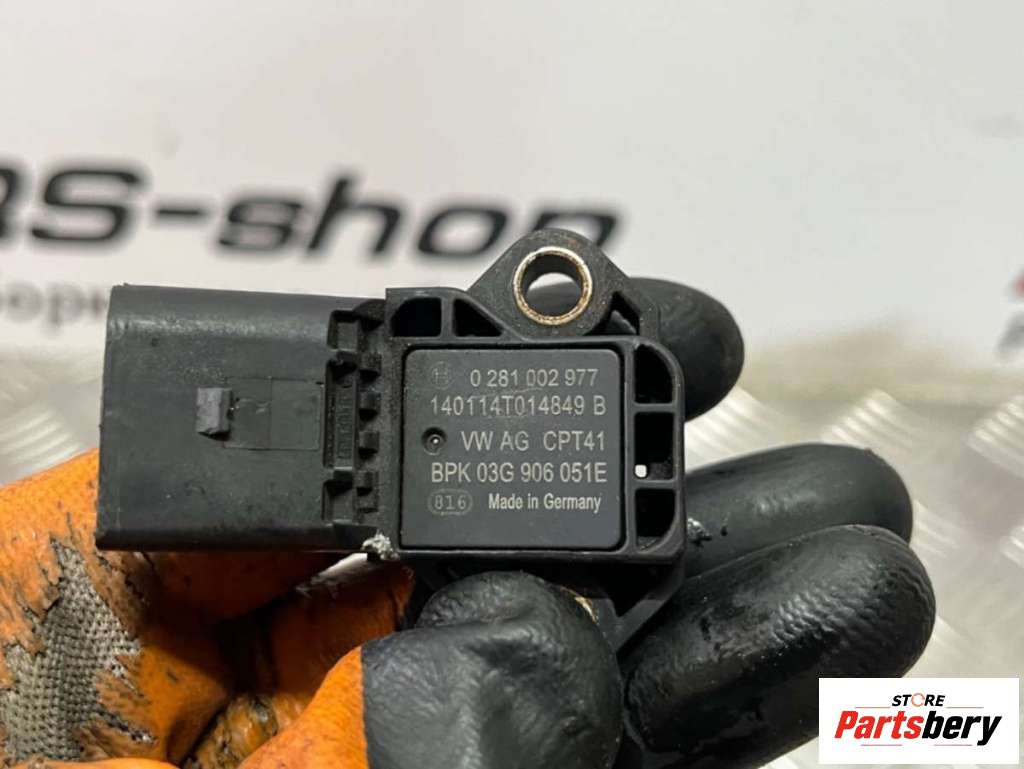 RS-shop
0 281 002 977
140114T014849 B
VW AG CPT41
BPK 03G 906 051E
816 Made in Germany
STORE
Partsbery